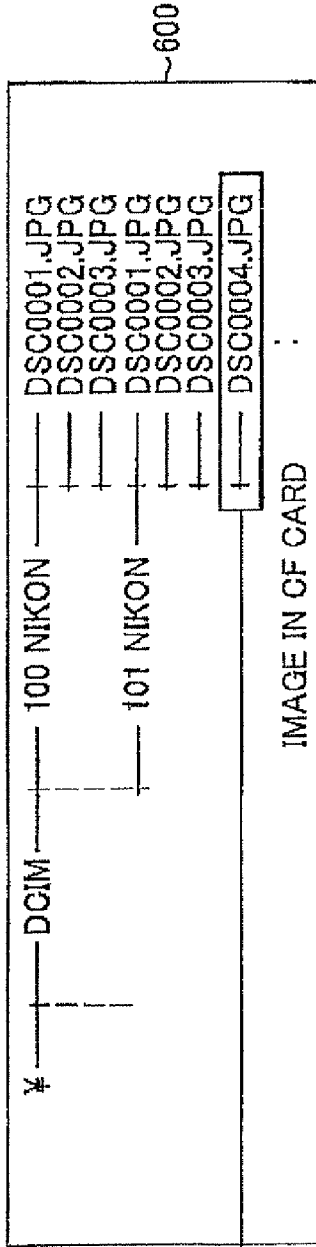 ¥ DCIM 100 NIKON DSC0001.JPG
DSC0002.JPG
DSC0003.JPG
101 NIKON DSC0001.JPG
DSC0002.JPG
DSC0003.JPG
DSC0004.JPG
IMAGE IN CF CARD
600